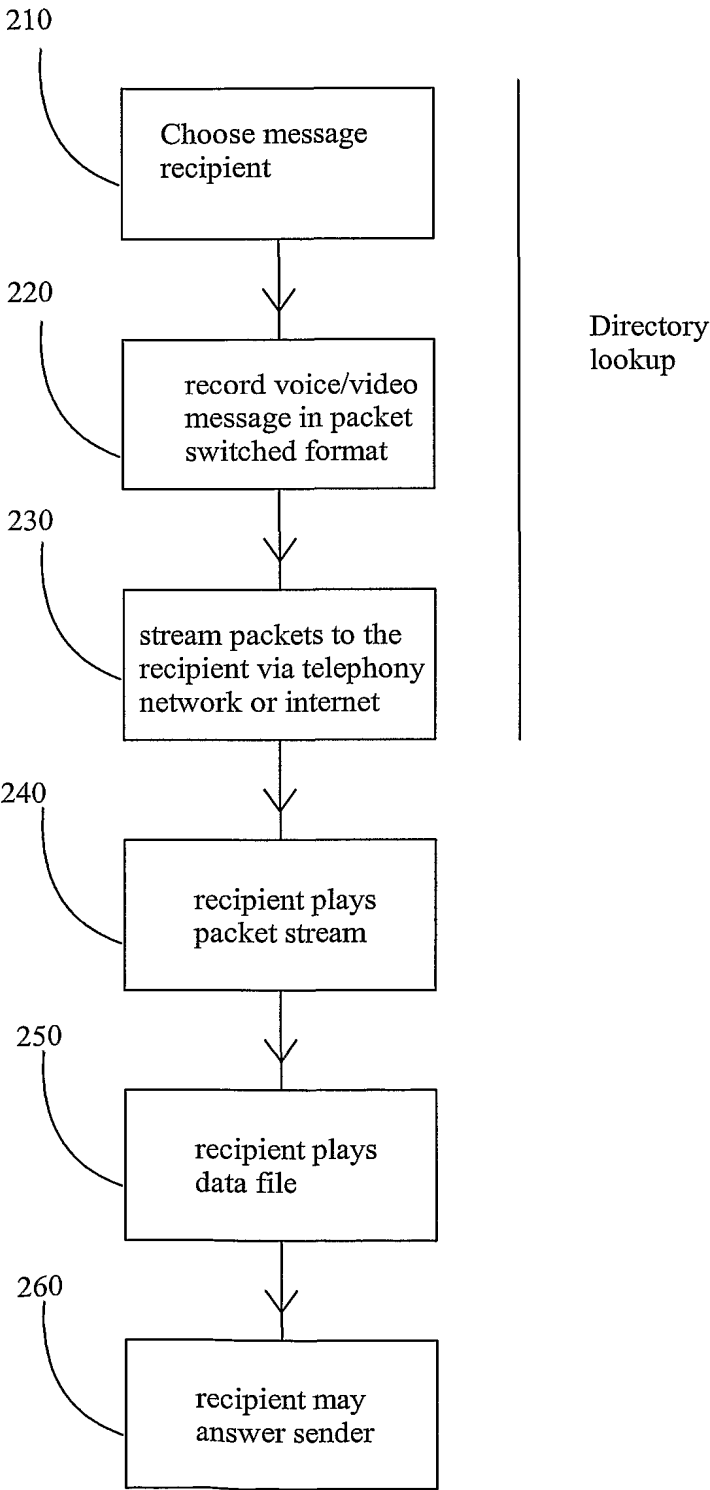 210
Choose message
recipient
220
record voice/video
message in packet
switched format
Directory
lookup
230
stream packets to the
recipient via telephony
network or internet
240
recipient plays
packet stream
250
recipient plays
data file
260
recipient may
answer sender